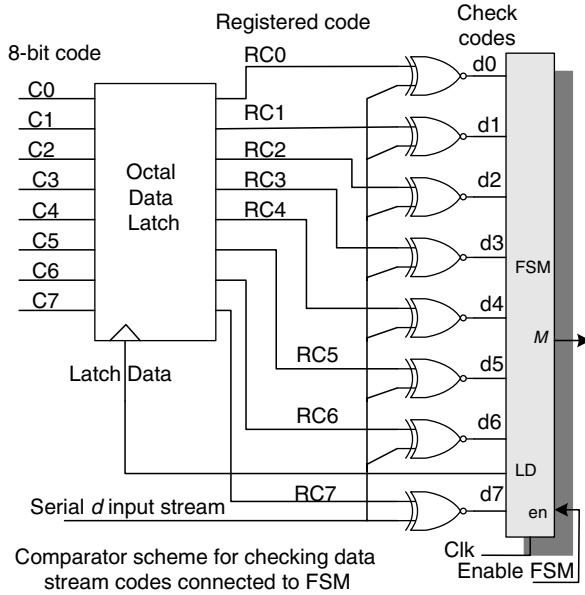 Registered code
Check
codes
8-bit code
RC0
d0
C0
C1
RC1
d1
C2
RC2
d2
C3
Octal
Data
Latch
RC3
C4
RC4
d3
C5
FSM
C6
d4
C7
M
Latch Data
RC5
d5
RC6
d6
LD
RC7
d7
Serial d input stream
en
Clk
Comparator scheme for checking data
stream codes connected to FSM
Enable FSM